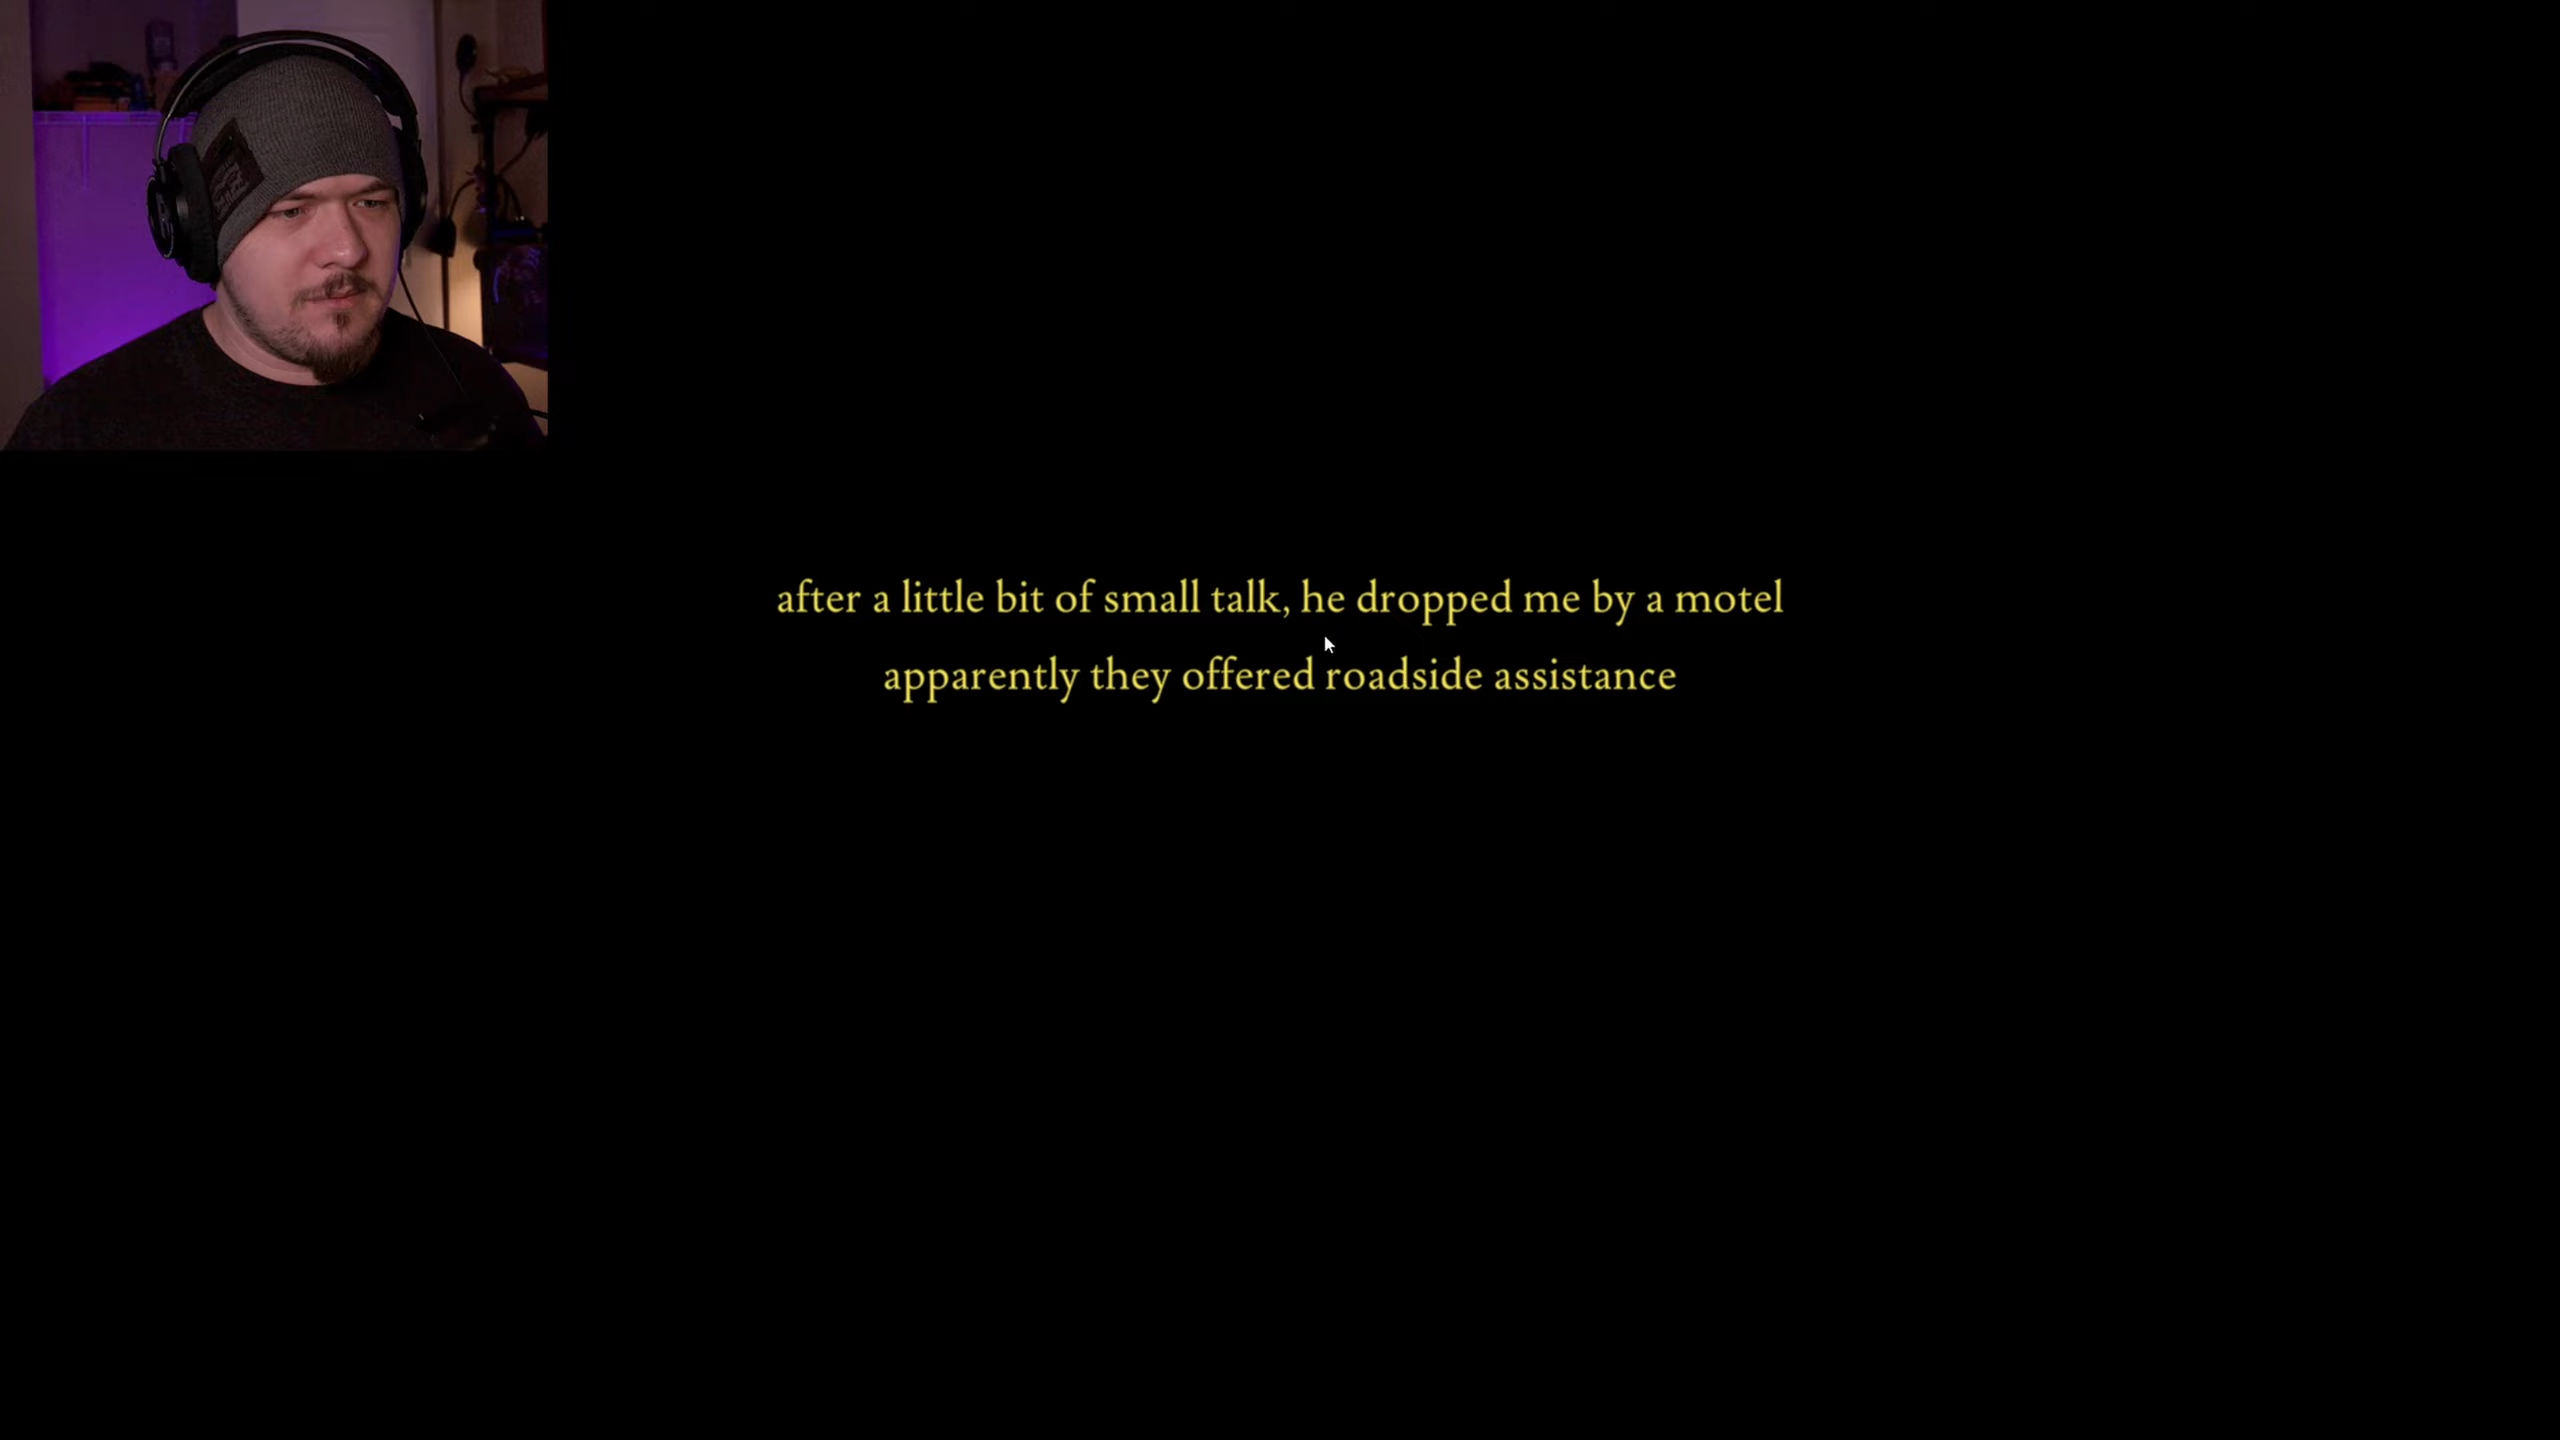 after a little bit of small talk, he dropped me by a motel
apparently they offered roadside assistance